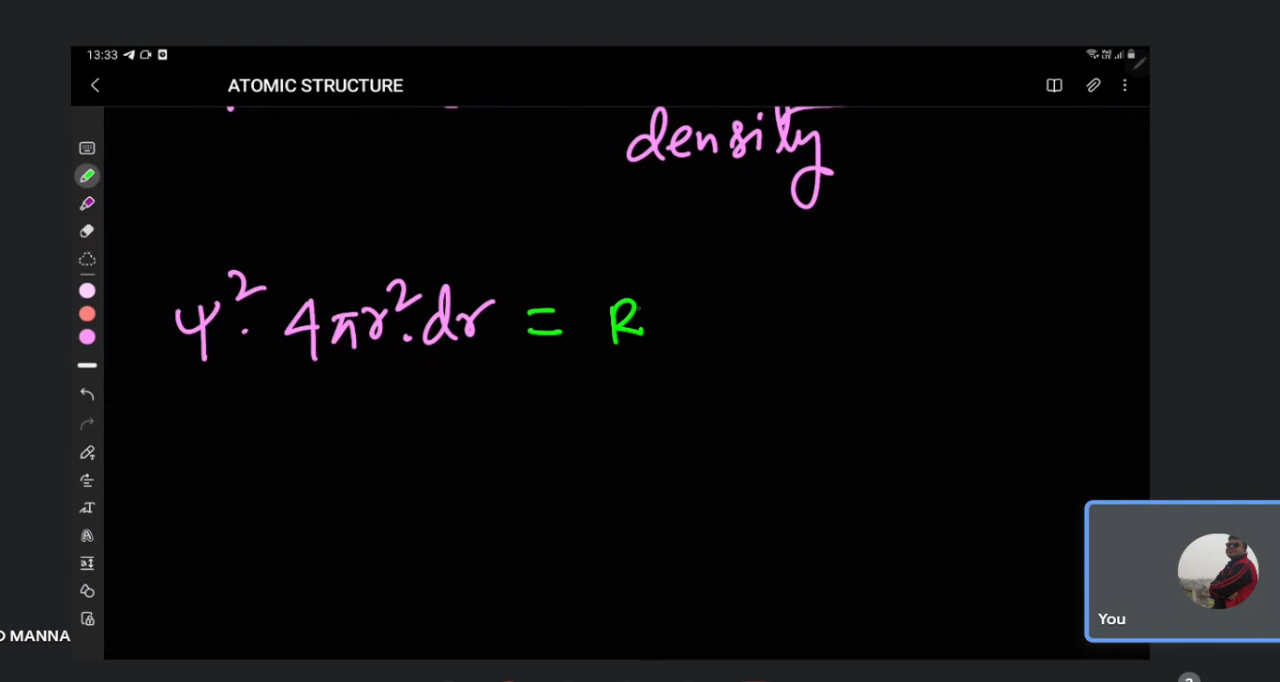 13:33
ATOMIC STRUCTURE
density
ψ². 4πr².dr = R
You
MANNA